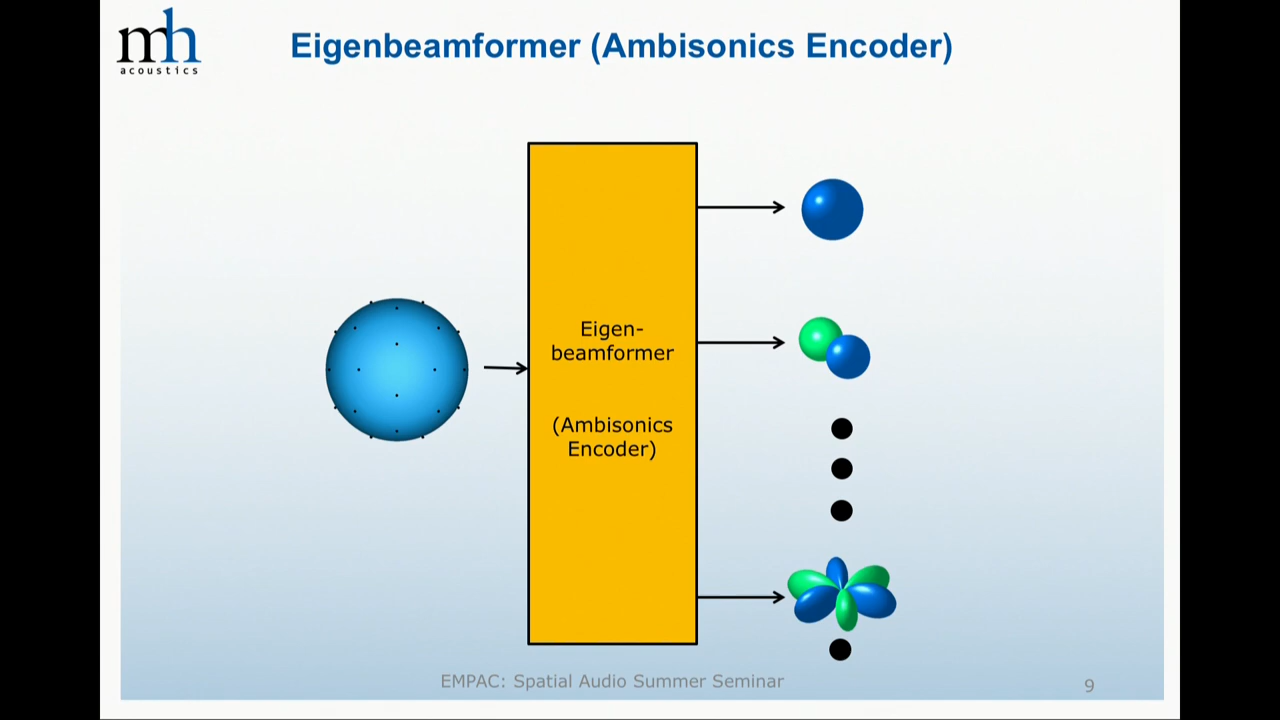 mh
acoustics
Eigenbeamformer (Ambisonics Encoder)
Eigen-
beamformer
(Ambisonics
Encoder)
EMPAC: Spatial Audio Summer Seminar
9